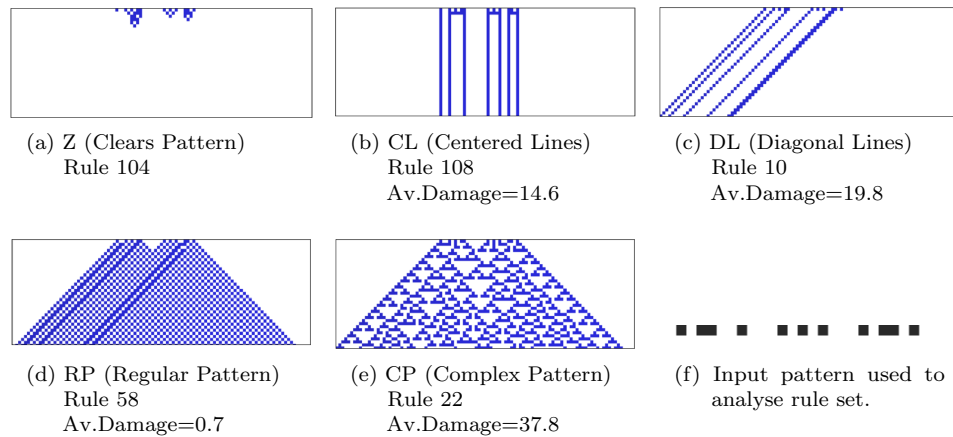 (a) Z (Clears Pattern)
Rule 104
(b) CL (Centered Lines)
Rule 108
Av.Damage=14.6
(c) DL (Diagonal Lines)
Rule 10
Av.Damage=19.8
(d) RP (Regular Pattern)
Rule 58
Av.Damage=0.7
(e) CP (Complex Pattern)
Rule 22
Av.Damage=37.8
(f) Input pattern used to
analyse rule set.